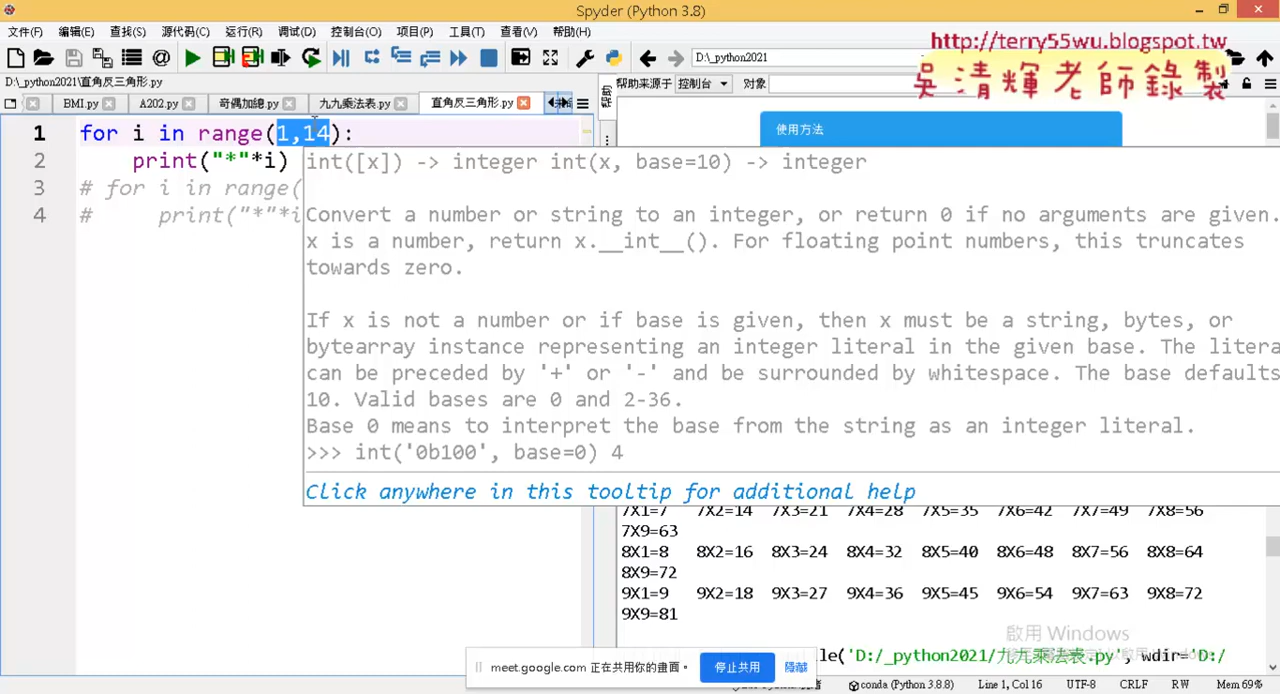 Spyder (Python 3.8)
文件(F) 编辑(E) 查找(S) 源代码(C) 运行(R) 调试(D) 控制台(O) 项目(P) 工具(T) 查看(V) 帮助(H)
http://terry55wu.blogspot.tw
吳清輝老師錄製
D:\_python2021
D:\_python2021\直角反三角形.py
帮助来源于 控制台 对象
BMI.py A202.py 奇偶加總.py 九九乘法表.py 直角反三角形.py
使用方法
1 for i in range(1,14):
2 print("*"*i)
3 # for i in range(
4 # print("*"*i
int([x]) -> integer int(x, base=10) -> integer
Convert a number or string to an integer, or return 0 if no arguments are given.
x is a number, return x.__int__(). For floating point numbers, this truncates
towards zero.
If x is not a number or if base is given, then x must be a string, bytes, or
bytearray instance representing an integer literal in the given base. The litera
can be preceded by '+' or '-' and be surrounded by whitespace. The base defaults
10. Valid bases are 0 and 2-36.
Base 0 means to interpret the base from the string as an integer literal.
>>> int('0b100', base=0) 4
Click anywhere in this tooltip for additional help
7X1=7 7X2=14 7X3=21 7X4=28 7X5=35 7X6=42 7X7=49 7X8=56
7X9=63
8X1=8 8X2=16 8X3=24 8X4=32 8X5=40 8X6=48 8X7=56 8X8=64
8X9=72
9X1=9 9X2=18 9X3=27 9X4=36 9X5=45 9X6=54 9X7=63 9X8=72
9X9=81
啟用 Windows
le('D:/_python2021/九九乘法表.py', wdir='D:/
meet.google.com 正在共用你的畫面。 停止共用 隱藏
conda (Python 3.8.8) Line 1, Col 16 UTF-8 CRLF RW Mem 69%